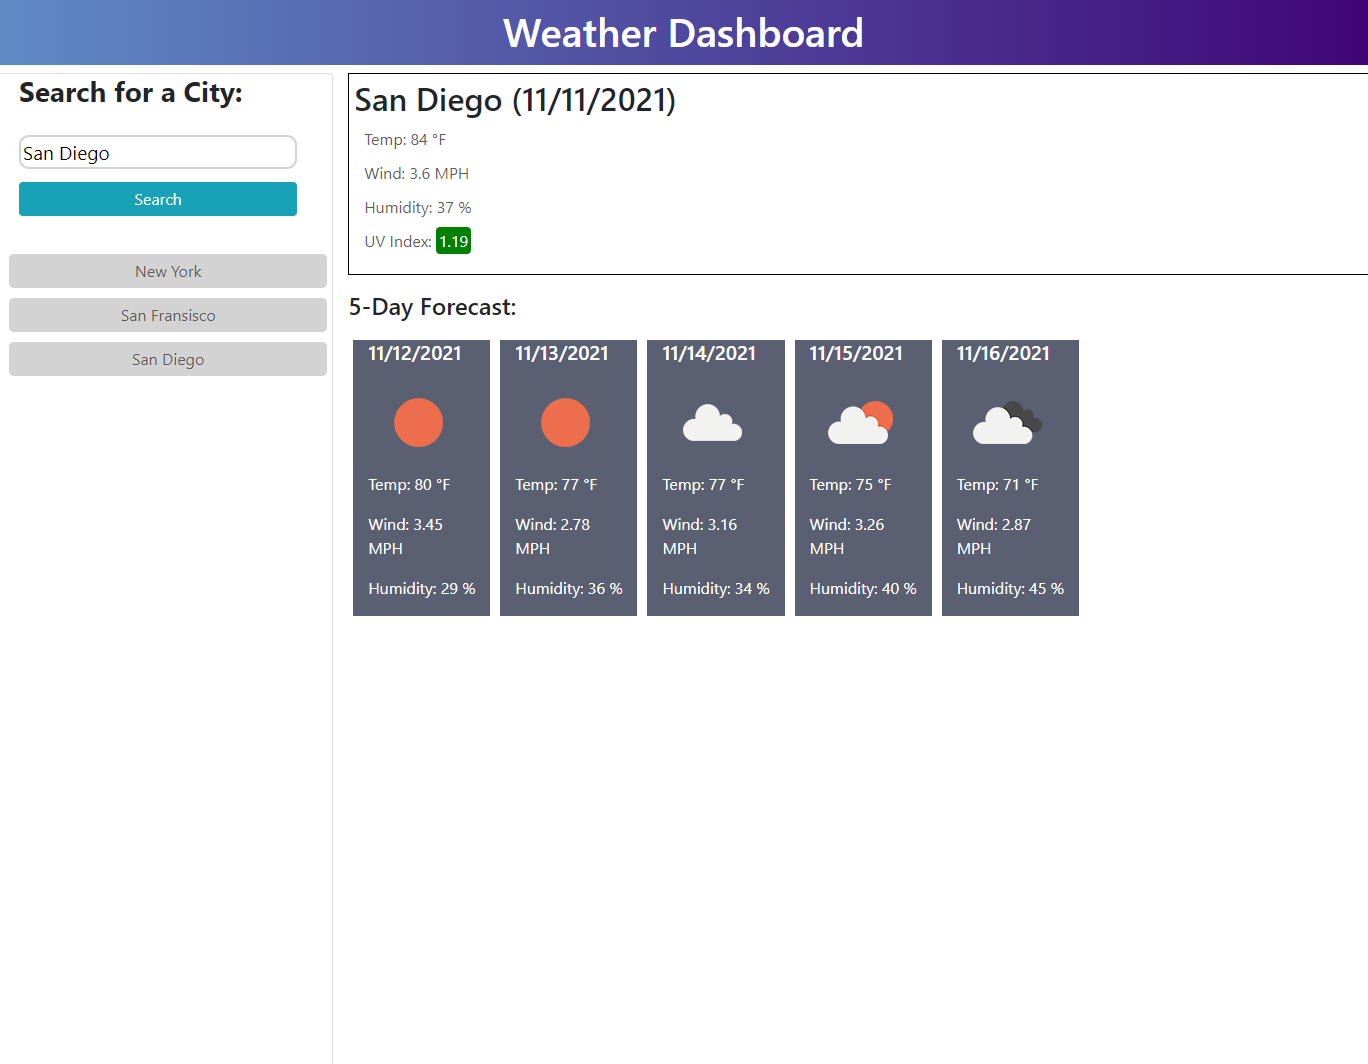 Weather Dashboard
Search for a City:
San Diego
Search
New York
San Fransisco
San Diego
San Diego (11/11/2021)
Temp: 84 °F
Wind: 3.6 MPH
Humidity: 37 %
UV Index: 1.19
5-Day Forecast:
11/12/2021
Temp: 80 °F
Wind: 3.45
MPH
Humidity: 29 %
11/13/2021
Temp: 77 °F
Wind: 2.78
MPH
Humidity: 36 %
11/14/2021
Temp: 77 °F
Wind: 3.16
MPH
Humidity: 34 %
11/15/2021
Temp: 75 °F
Wind: 3.26
MPH
Humidity: 40 %
11/16/2021
Temp: 71 °F
Wind: 2.87
MPH
Humidity: 45 %